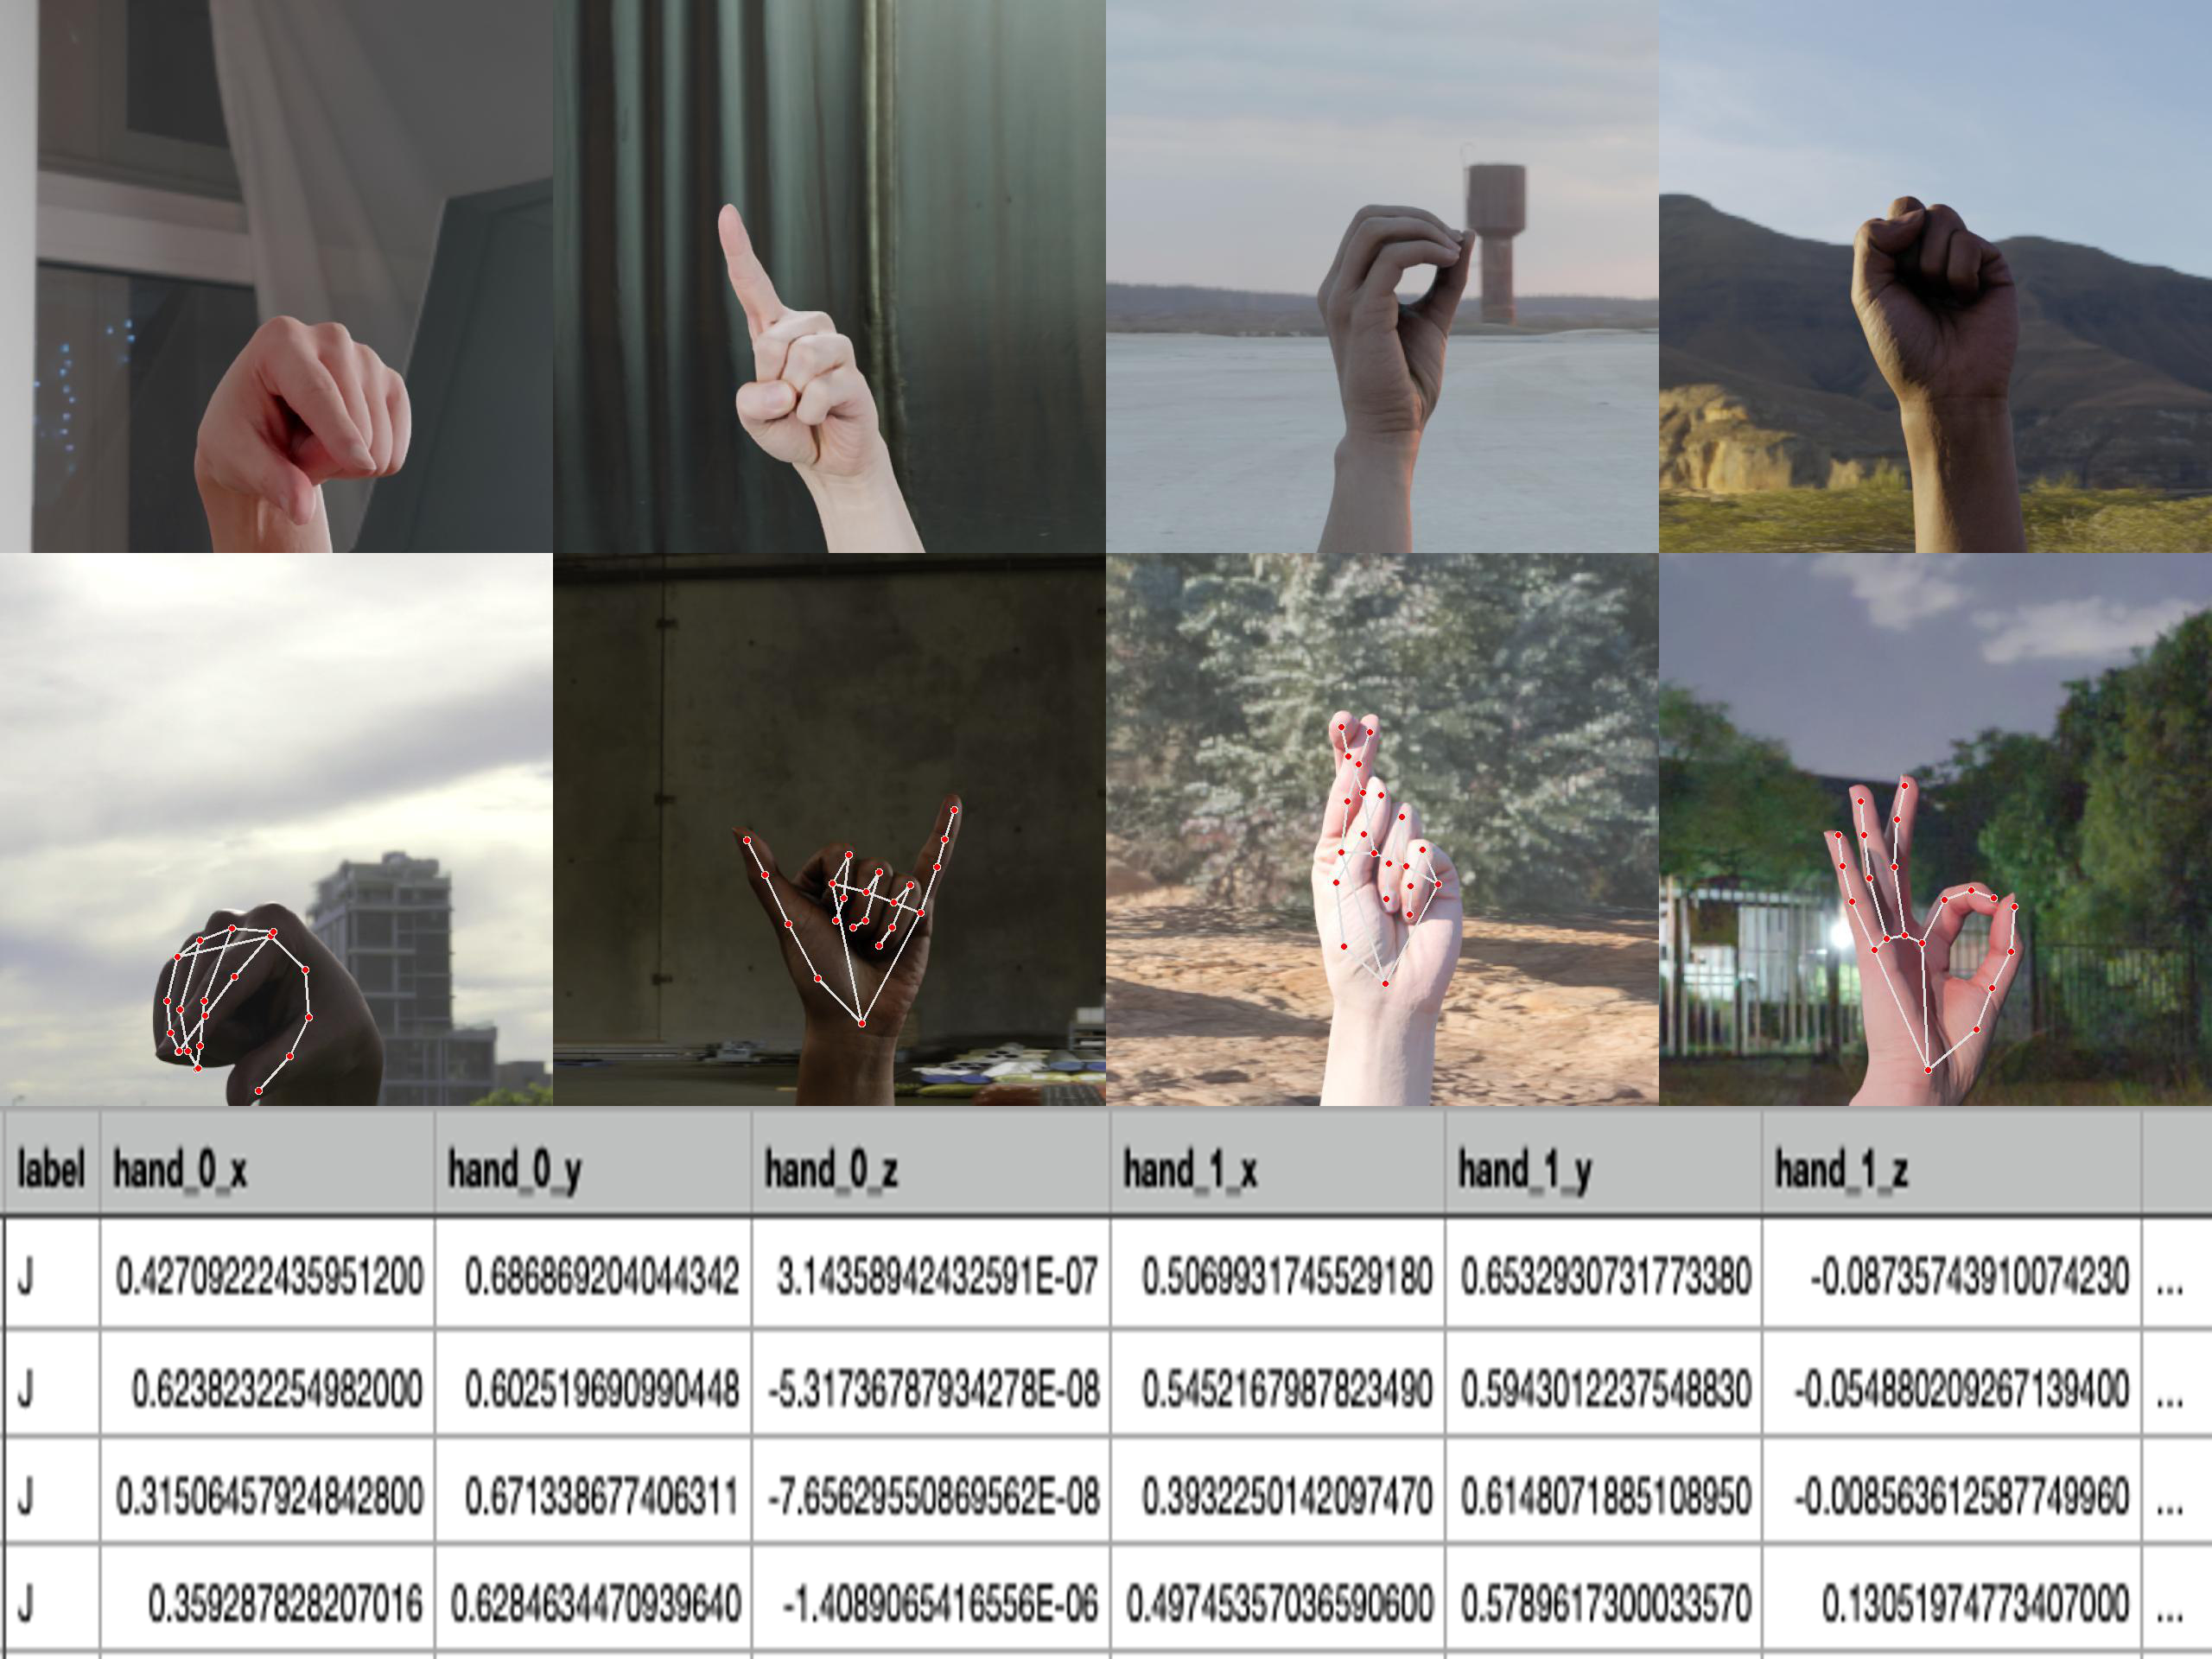 label hand_0_x hand_0_y hand_0_z hand_1_x hand_1_y hand_1_z
J 0.42709222435951200 0.686869204044342 3.14358942432591E-07 0.5069931745529180 0.6532930731773380 -0.08735743910074230 ...
J 0.6238232254982000 0.602519690990448 -5.31736787934278E-08 0.5452167987823490 0.5943012237548830 -0.054880209267139400 ...
J 0.31506457924842800 0.671338677406311 -7.65629550869562E-08 0.3932250142097470 0.6148071885108950 -0.008563612587749960 ...
J 0.359287828207016 0.6284634470939640 -1.4089065416556E-06 0.49745357036590600 0.5789617300033570 0.13051974773407000 ...